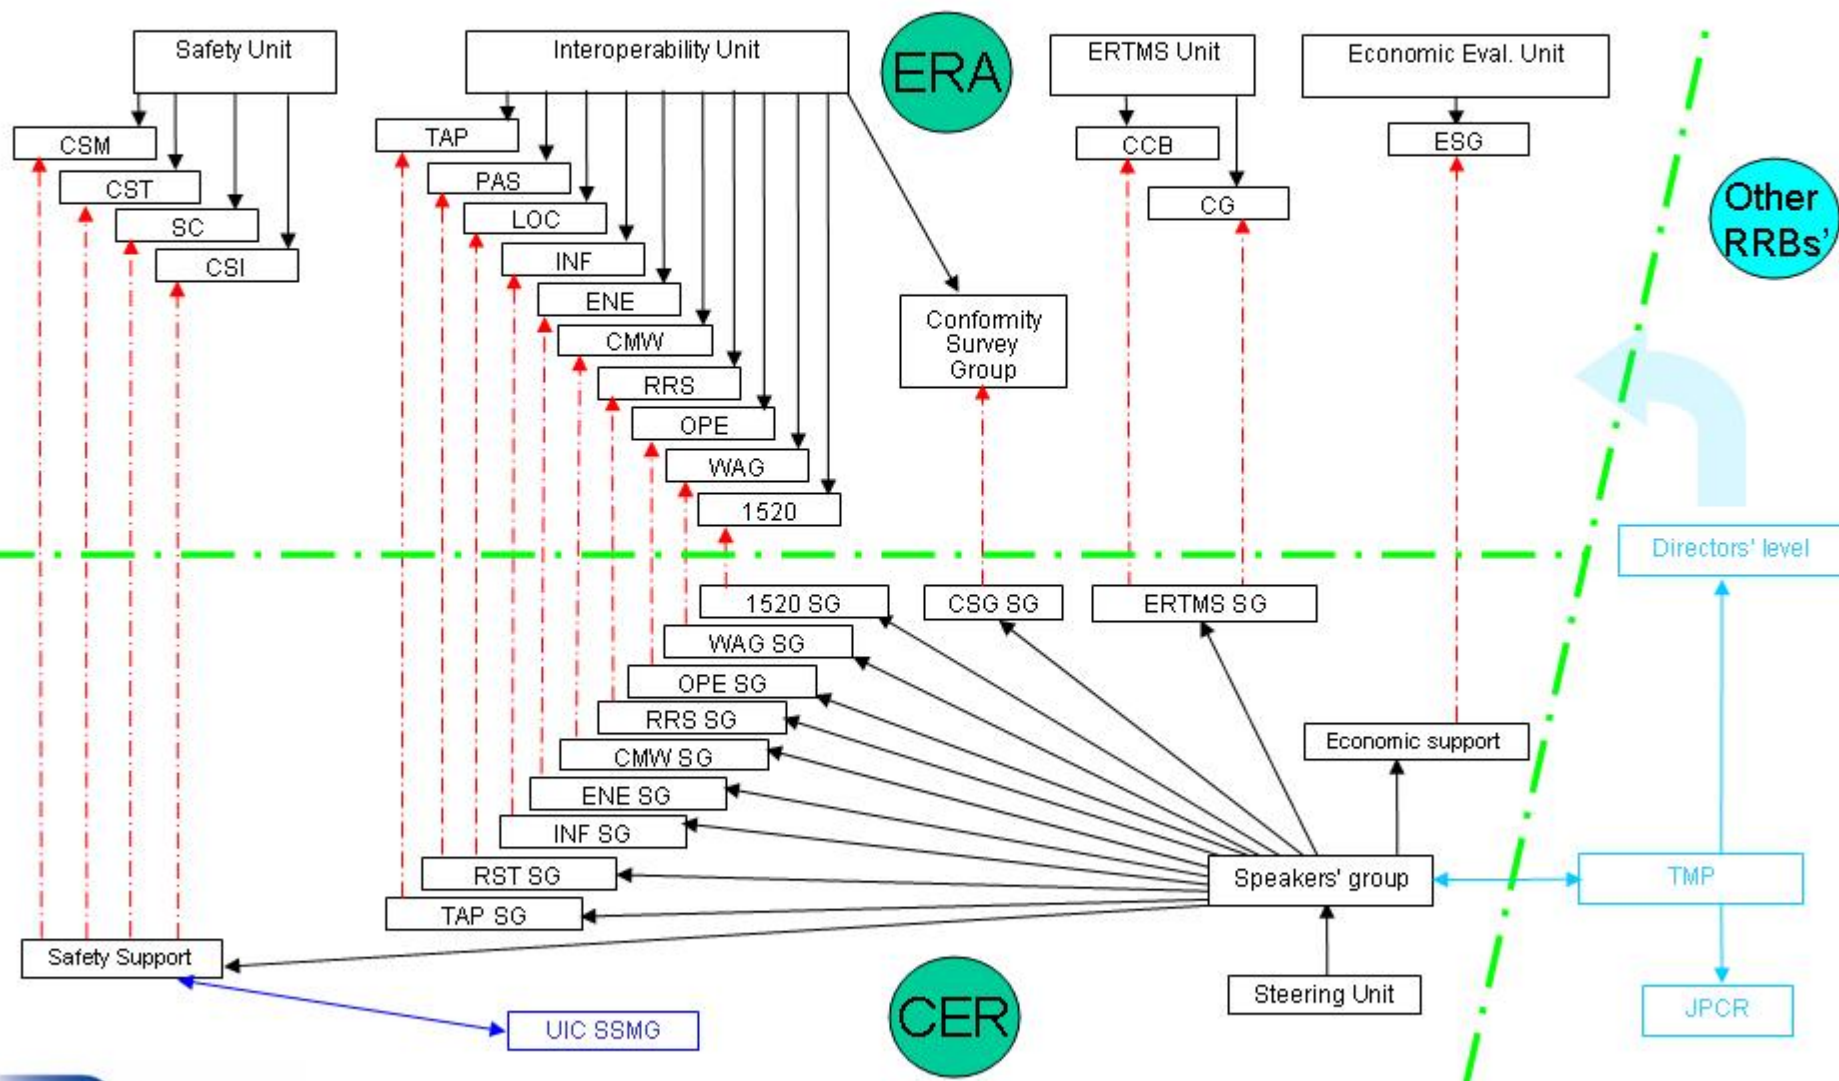 Safety Unit
Interoperability Unit
ERA
ERTMS Unit
Economic Eval. Unit
CSM
CST
SC
CSI
TAP
PAS
LOC
INF
ENE
CMW
RRS
OPE
WAG
1520
Conformity
Survey
Group
CCB
CG
ESG
Other
RRBs'
Directors' level
1520 SG
CSG SG
ERTMS SG
WAG SG
OPE SG
RRS SG
CMW SG
ENE SG
INF SG
RST SG
TAP SG
Economic support
Speakers' group
TMP
Safety Support
Steering Unit
CER
UIC SSMG
JPCR